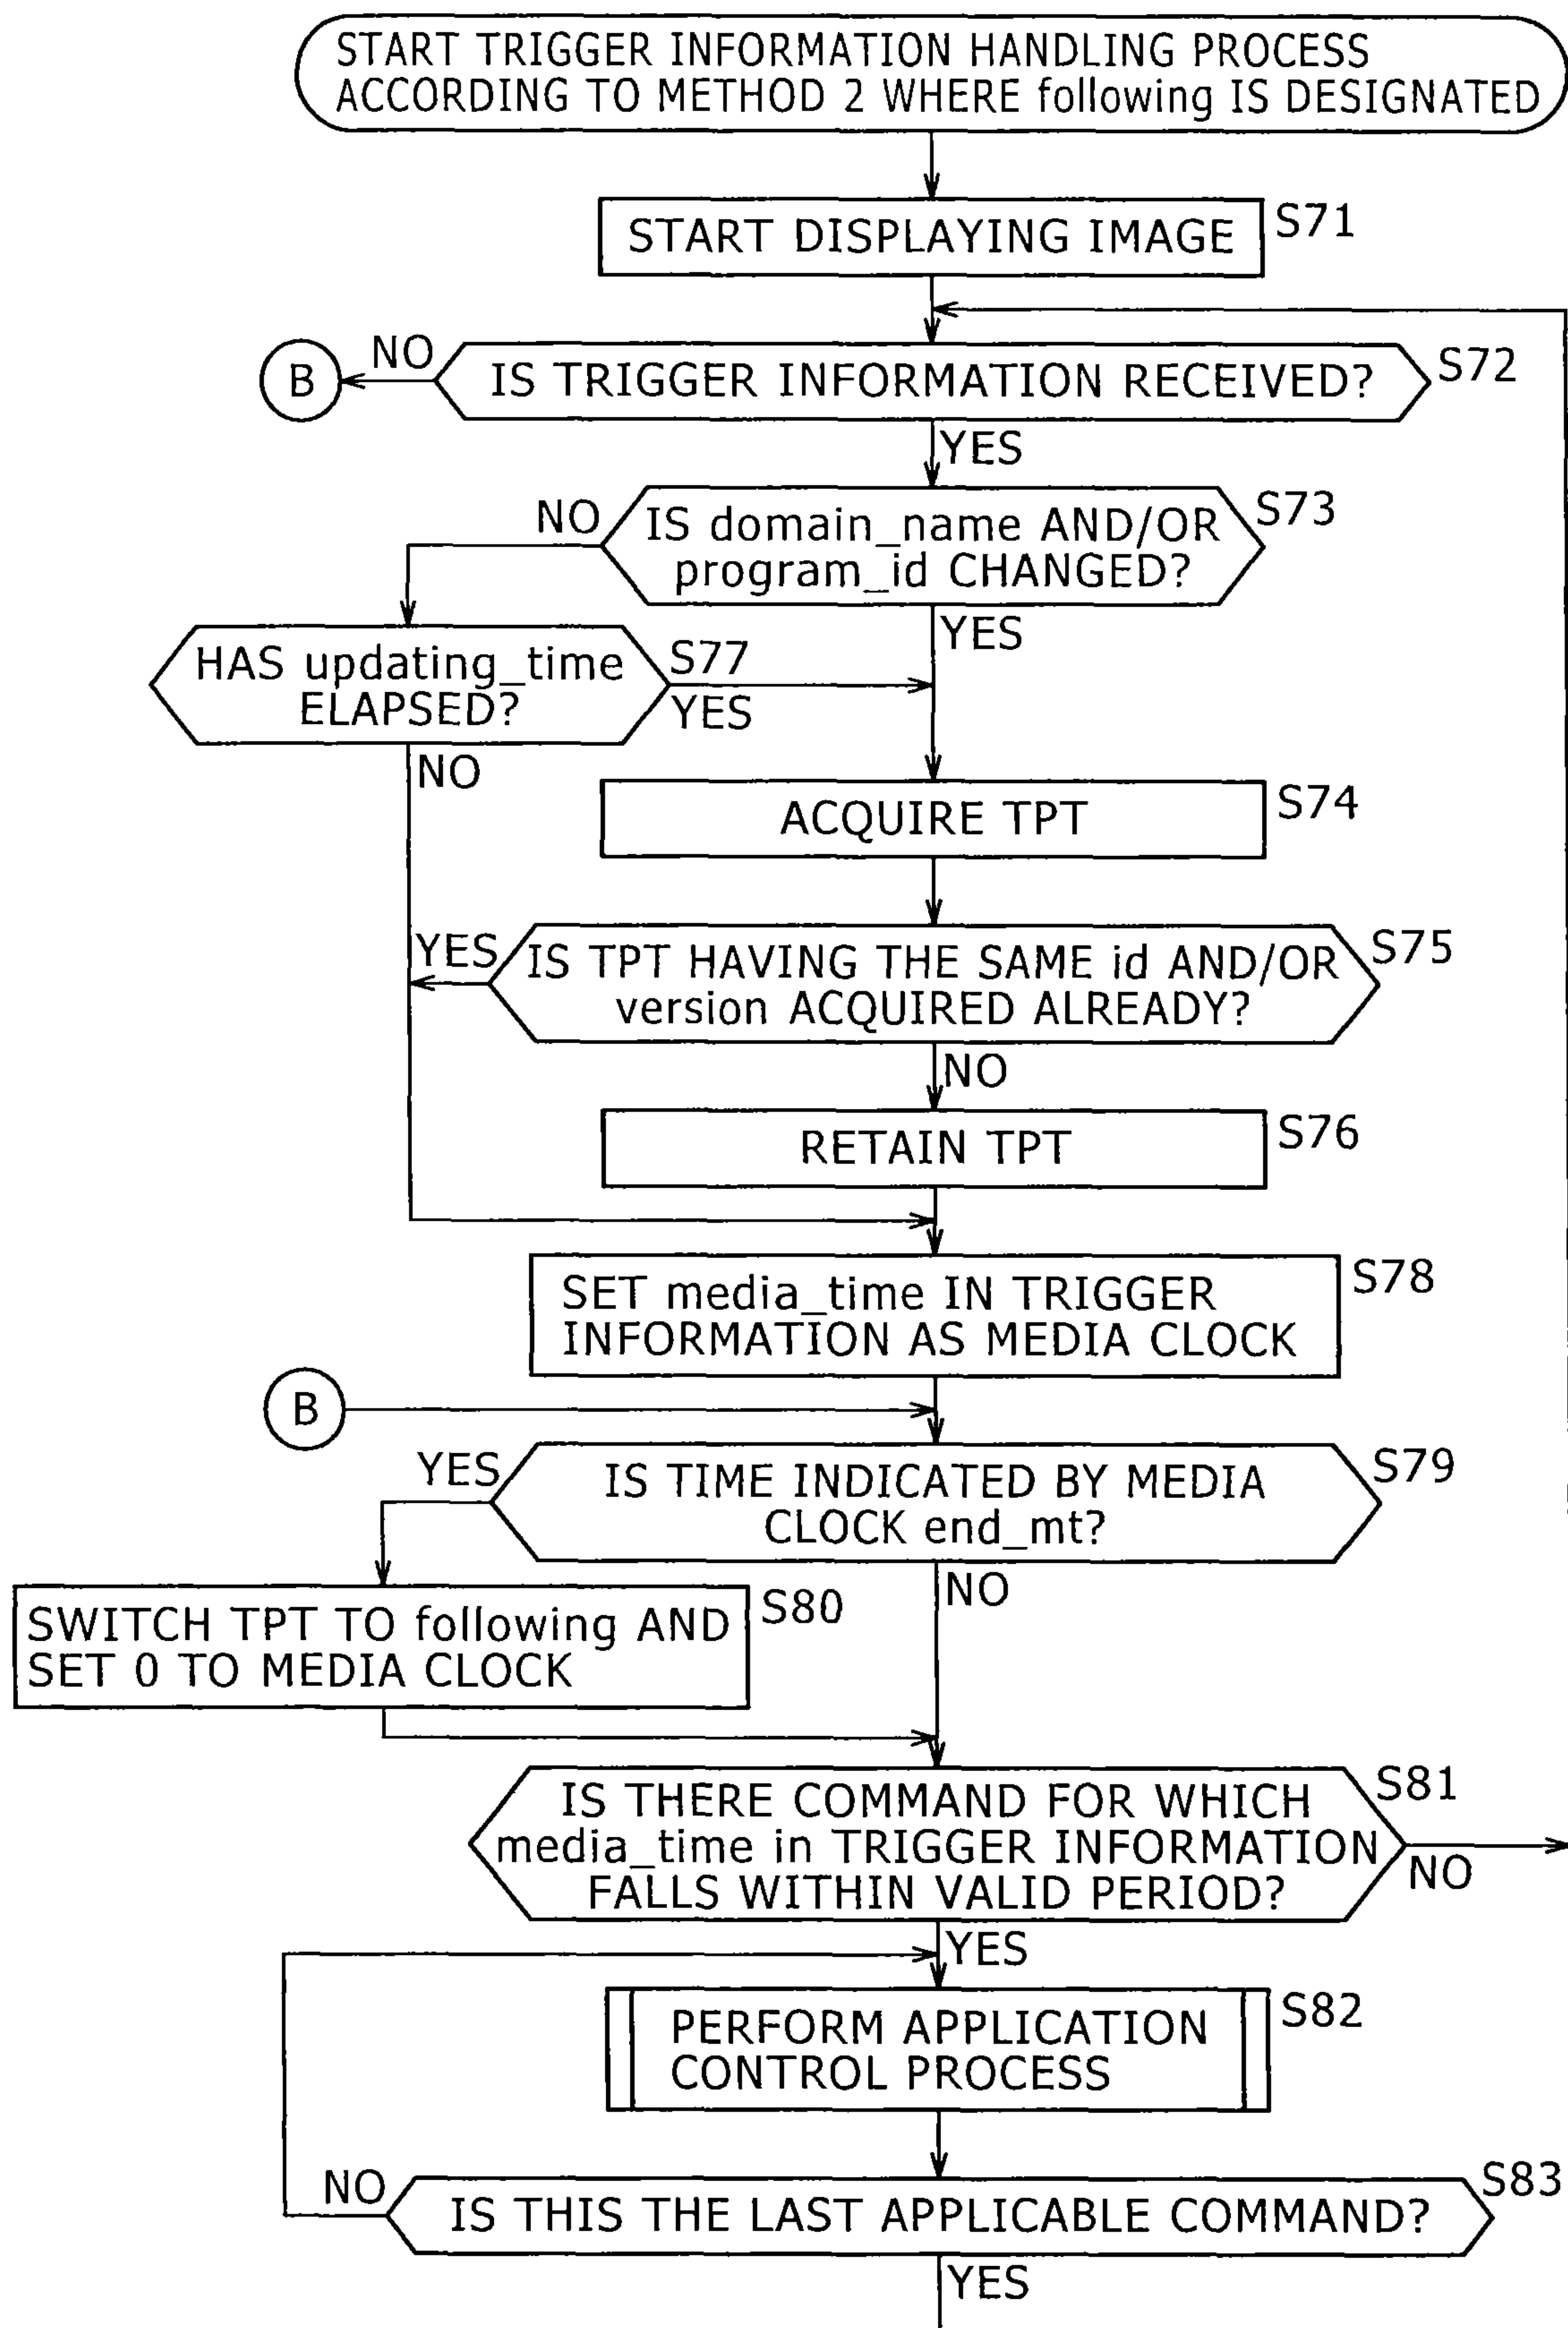 START TRIGGER INFORMATION HANDLING PROCESS
ACCORDING TO METHOD 2 WHERE following IS DESIGNATED
START DISPLAYING IMAGE
S71
B
NO
IS TRIGGER INFORMATION RECEIVED?
S72
YES
NO
IS domain_name AND/OR
program_id CHANGED?
S73
YES
HAS updating_time
ELAPSED?
S77
YES
NO
ACQUIRE TPT
S74
YES
IS TPT HAVING THE SAME id AND/OR
version ACQUIRED ALREADY?
S75
NO
RETAIN TPT
S76
SET media_time IN TRIGGER
INFORMATION AS MEDIA CLOCK
S78
B
YES
IS TIME INDICATED BY MEDIA
CLOCK end_mt?
S79
NO
SWITCH TPT TO following AND
SET 0 TO MEDIA CLOCK
S80
IS THERE COMMAND FOR WHICH
media_time in TRIGGER INFORMATION
FALLS WITHIN VALID PERIOD?
S81
NO
YES
PERFORM APPLICATION
CONTROL PROCESS
S82
NO
IS THIS THE LAST APPLICABLE COMMAND?
S83
YES